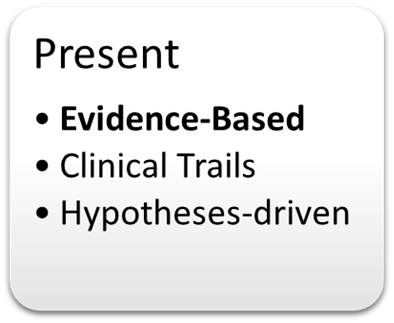 Present
• Evidence-Based
• Clinical Trails
• Hypotheses-driven